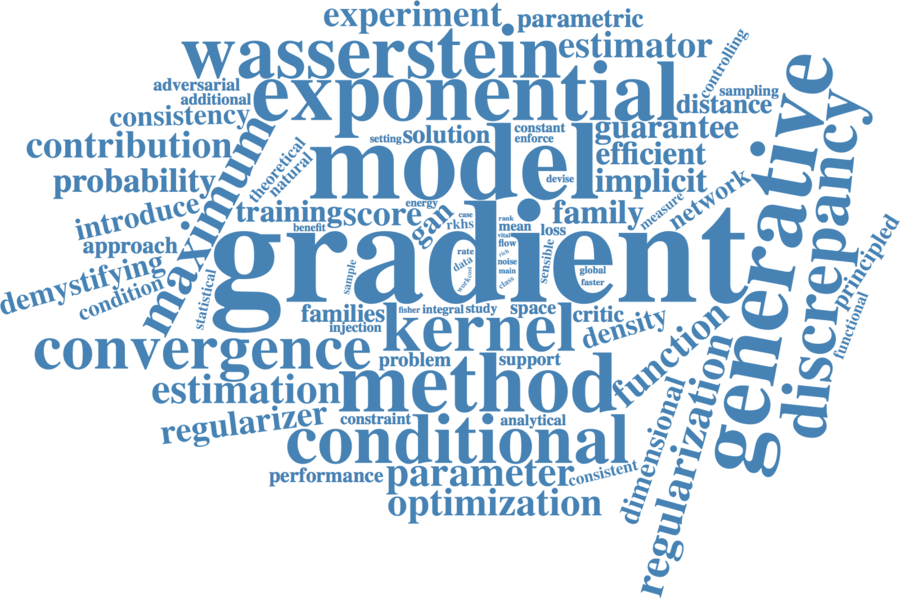 experiment
parametric
wasserstein
estimator
controlling
adversarial
additional
exponential
sampling
distance
consistency
setting
solution
constant
enforce
guarantee
generative
contribution
maximum
theoretical
natural
model
devise
efficient
implicit
discrepancy
probability
introduce
training
benefit
score
energy
gan
case
rkhs
rank
mean
vital
flow
loss
family
measure
network
approach
gradient
rate
data
work
cost
rich
noise
main
class
sensible
global
faster
principled
demystifying
condition
statistical
sample
functional
families
injection
fisher
integral
study
space
critic
density
kernel
convergence
problem
support
function
estimation
method
regularizer
constraint
analytical
conditional
dimensional
regularization
performance
parameter
consistent
optimization